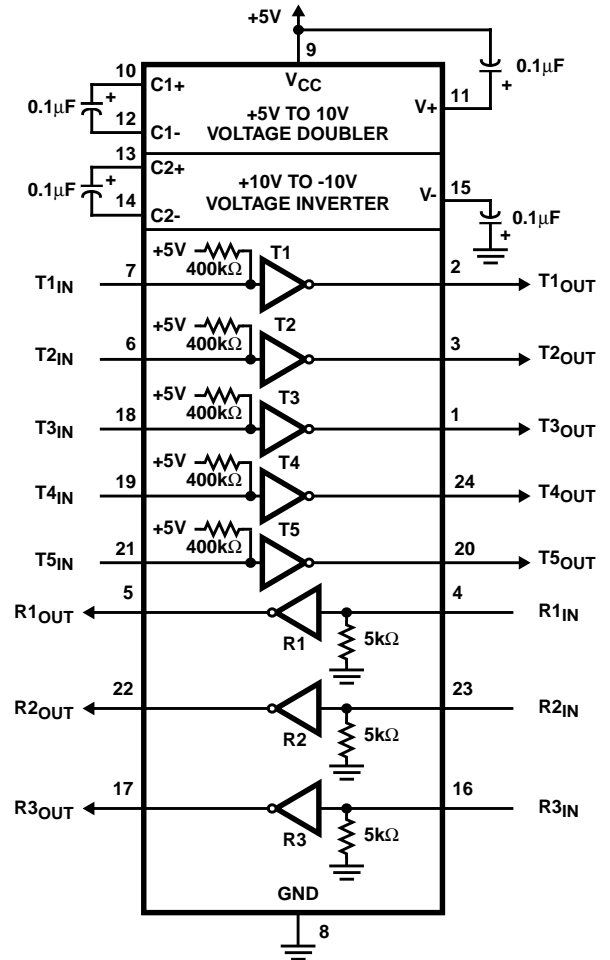 +5V
9
10
0.1μF
+
12
C1+
C1-
VCC
+5V TO 10V
VOLTAGE DOUBLER
V+
11
0.1μF
+
13
0.1μF
+
14
C2+
C2-
+10V TO -10V
VOLTAGE INVERTER
V-
15
0.1μF
+
T1IN
7
+5V
400kΩ
T1
2
T1OUT
T2IN
6
+5V
400kΩ
T2
3
T2OUT
T3IN
18
+5V
400kΩ
T3
1
T3OUT
T4IN
19
+5V
400kΩ
T4
24
T4OUT
T5IN
21
+5V
400kΩ
T5
20
T5OUT
R1OUT
5
R1
5kΩ
4
R1IN
R2OUT
22
R2
5kΩ
23
R2IN
R3OUT
17
R3
5kΩ
16
R3IN
GND
8